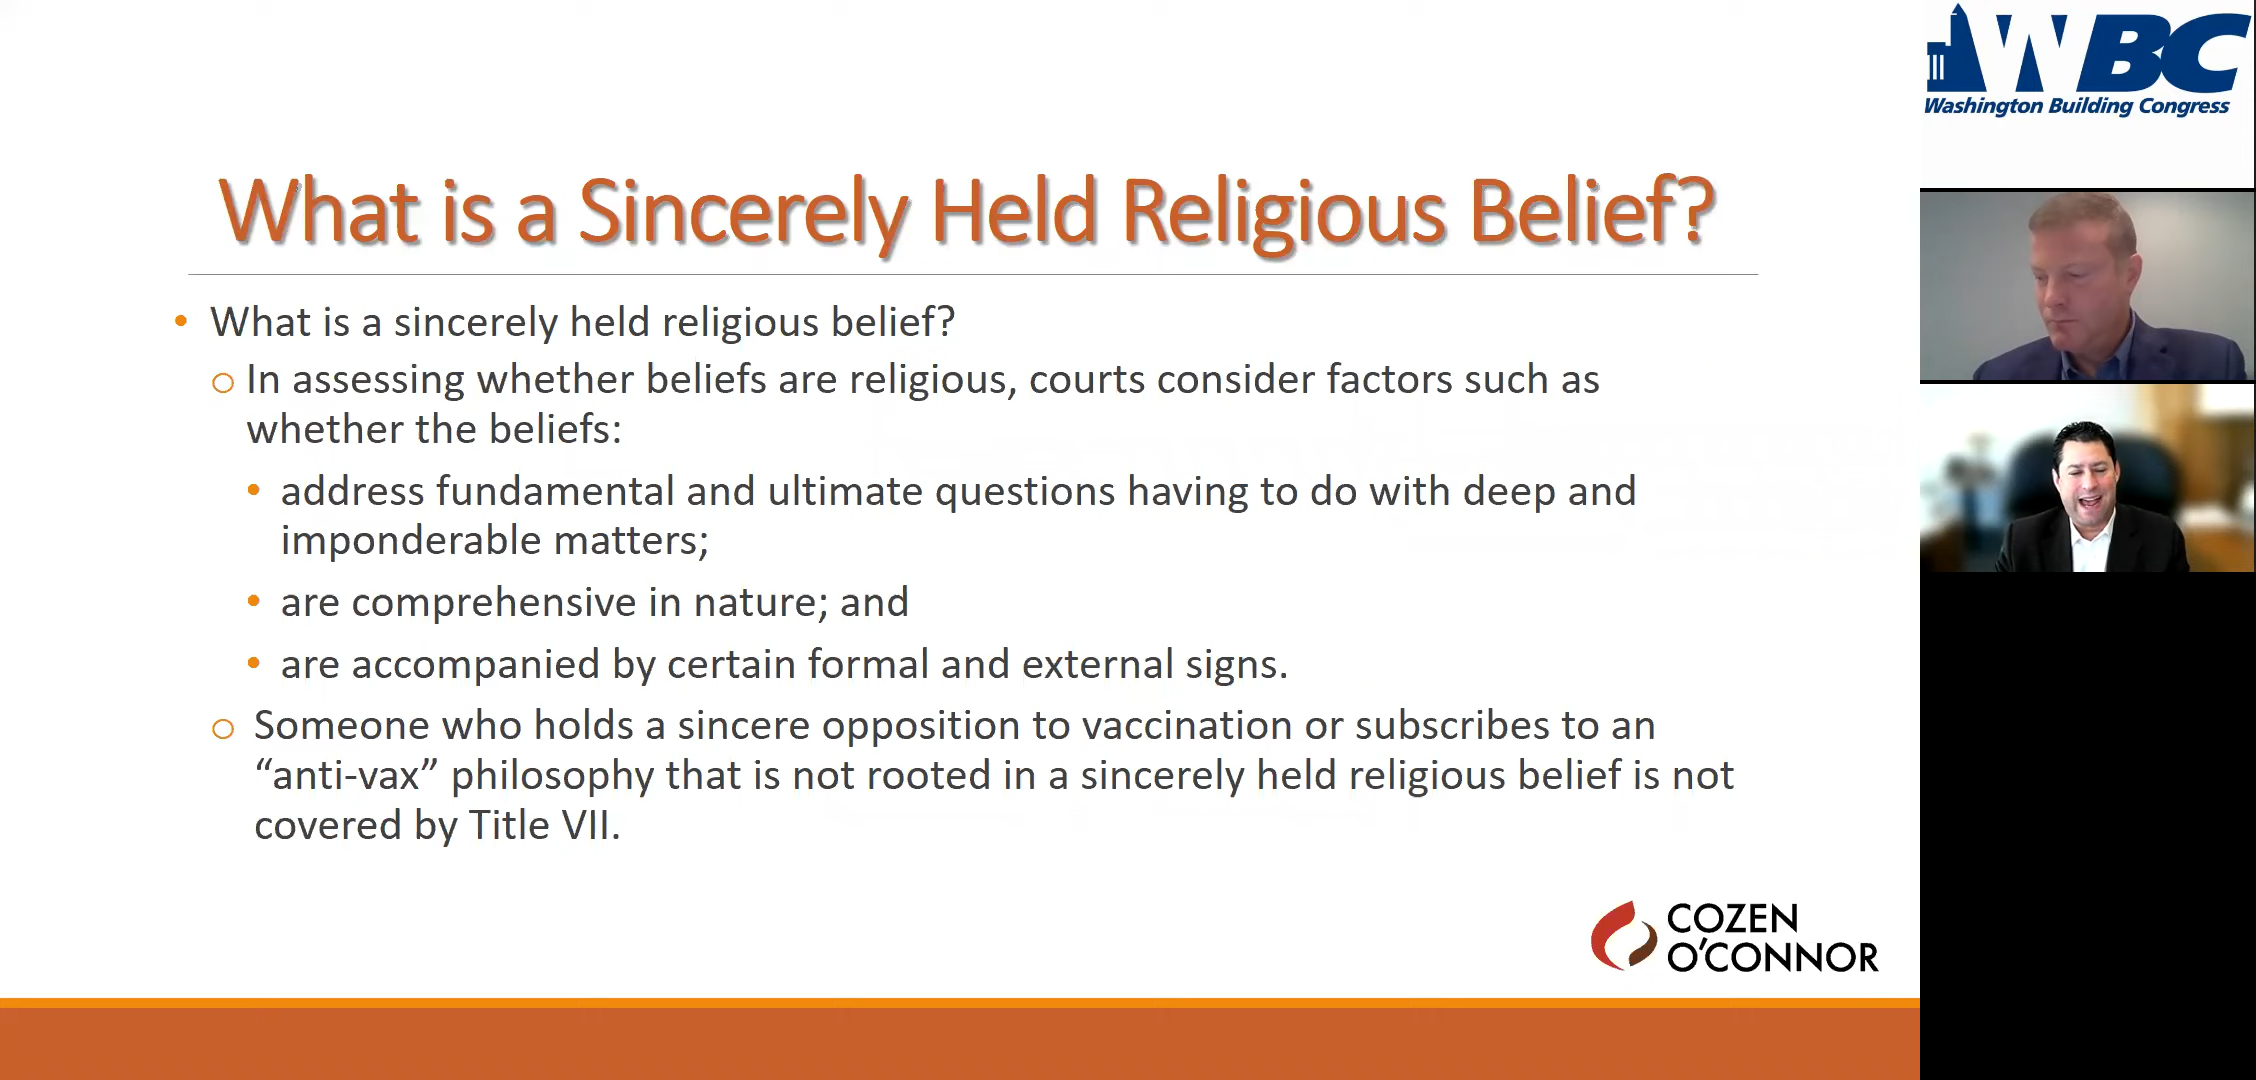 What is a Sincerely Held Religious Belief?
• What is a sincerely held religious belief?
o In assessing whether beliefs are religious, courts consider factors such as
whether the beliefs:
• address fundamental and ultimate questions having to do with deep and
imponderable matters;
• are comprehensive in nature; and
• are accompanied by certain formal and external signs.
o Someone who holds a sincere opposition to vaccination or subscribes to an
“anti-vax” philosophy that is not rooted in a sincerely held religious belief is not
covered by Title VII.
COZEN
O’CONNOR
WBC
Washington Building Congress